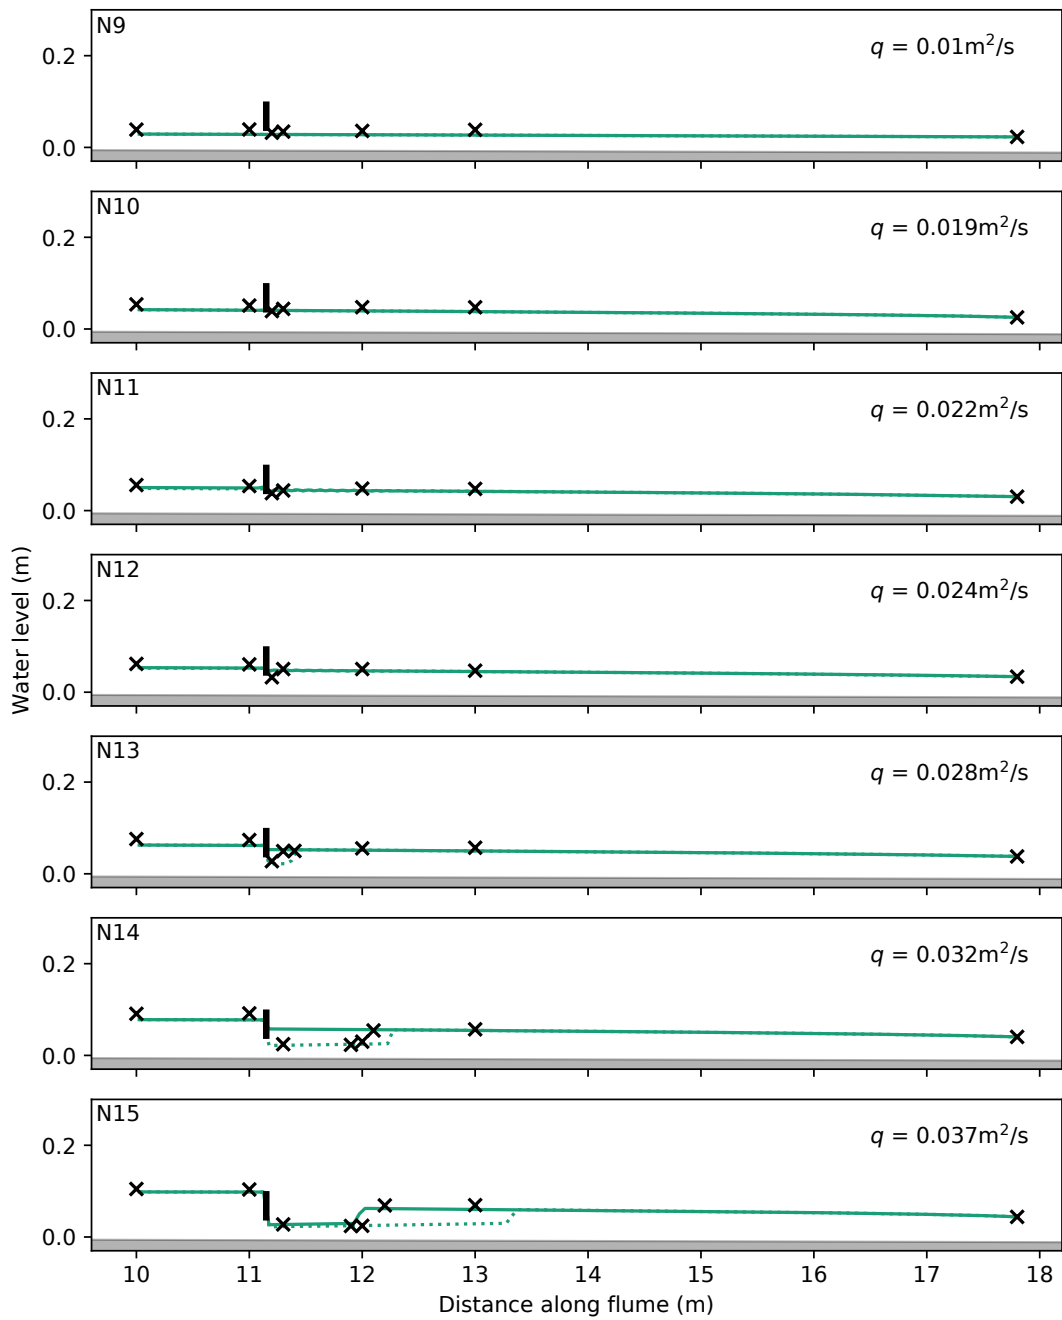 N9
q = 0.01m²/s
0.2
0.0
N10
q = 0.019m²/s
0.2
0.0
N11
q = 0.022m²/s
0.2
0.0
N12
q = 0.024m²/s
0.2
0.0
Water level (m)
N13
q = 0.028m²/s
0.2
0.0
N14
q = 0.032m²/s
0.2
0.0
N15
q = 0.037m²/s
0.2
0.0
10 11 12 13 14 15 16 17 18
Distance along flume (m)